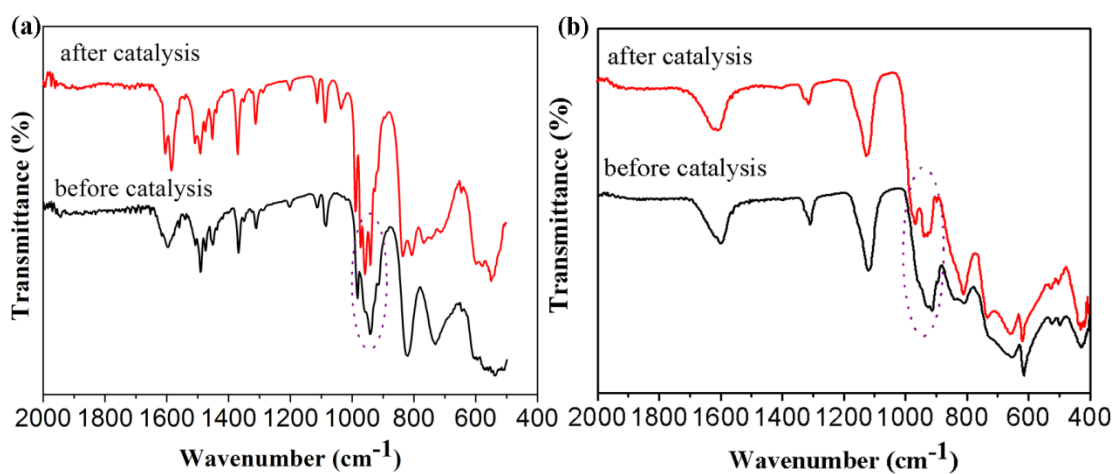 (a)
after catalysis
before catalysis
Transmittance (%)
2000 1800 1600 1400 1200 1000 800 600 400
Wavenumber (cm-1)
(b)
after catalysis
before catalysis
Transmittance (%)
2000 1800 1600 1400 1200 1000 800 600 400
Wavenumber (cm-1)